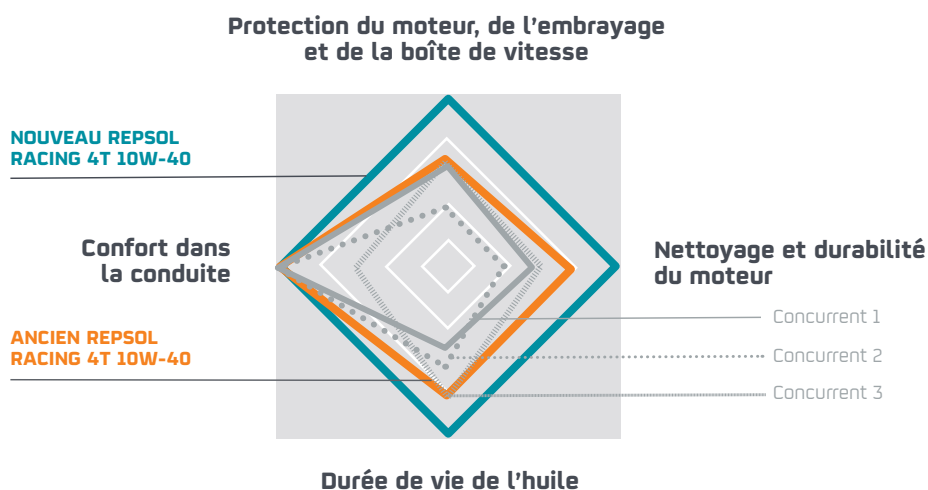 Protection du moteur, de l'embrayage
et de la boîte de vitesse
NOUVEAU REPSOL
RACING 4T 10W-40
Confort dans
la conduite
Nettoyage et durabilité
du moteur
ANCIEN REPSOL
RACING 4T 10W-40
Concurrent 1
Concurrent 2
Concurrent 3
Durée de vie de l'huile